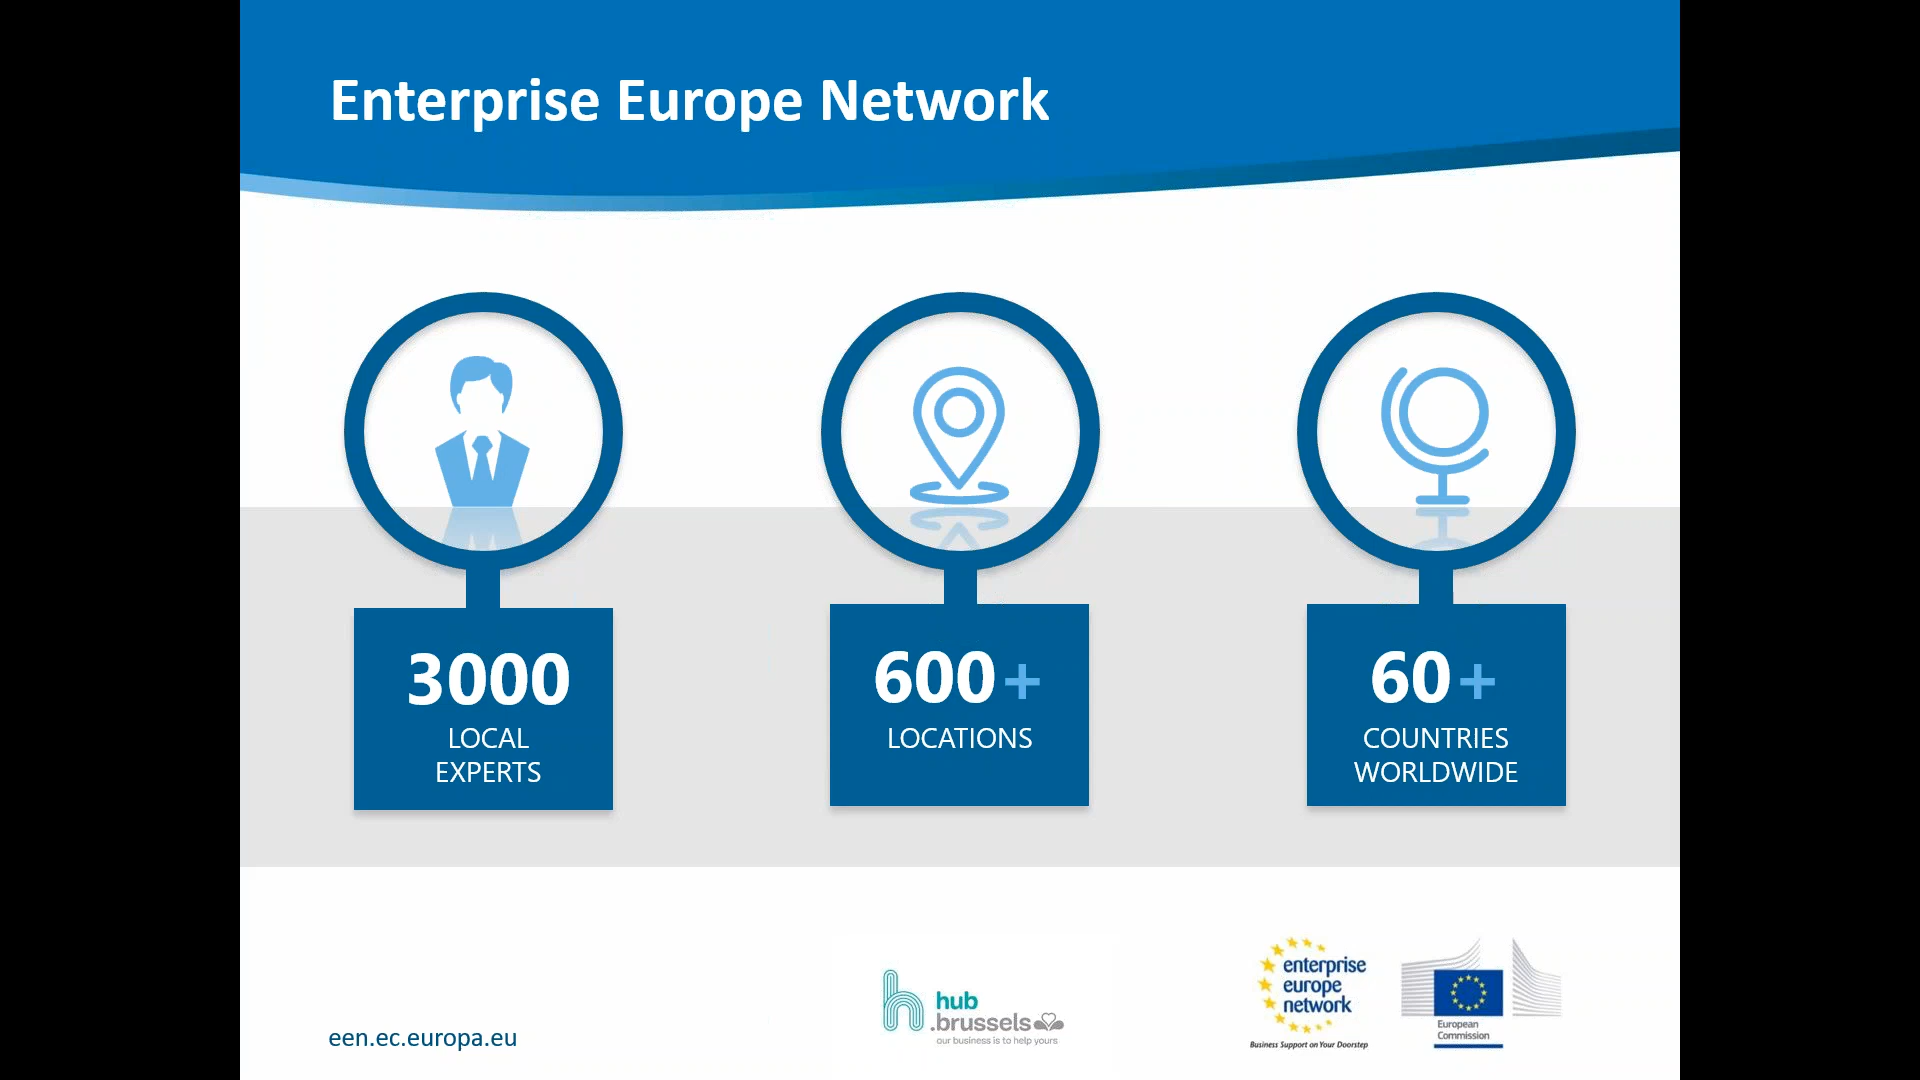 Enterprise Europe Network
3000
LOCAL
EXPERTS
600+
LOCATIONS
60+
COUNTRIES
WORLDWIDE
een.ec.europa.eu
hub
.brussels
our business is to help yours
enterprise
europe
network
Business Support on Your Doorstep
European
Commission